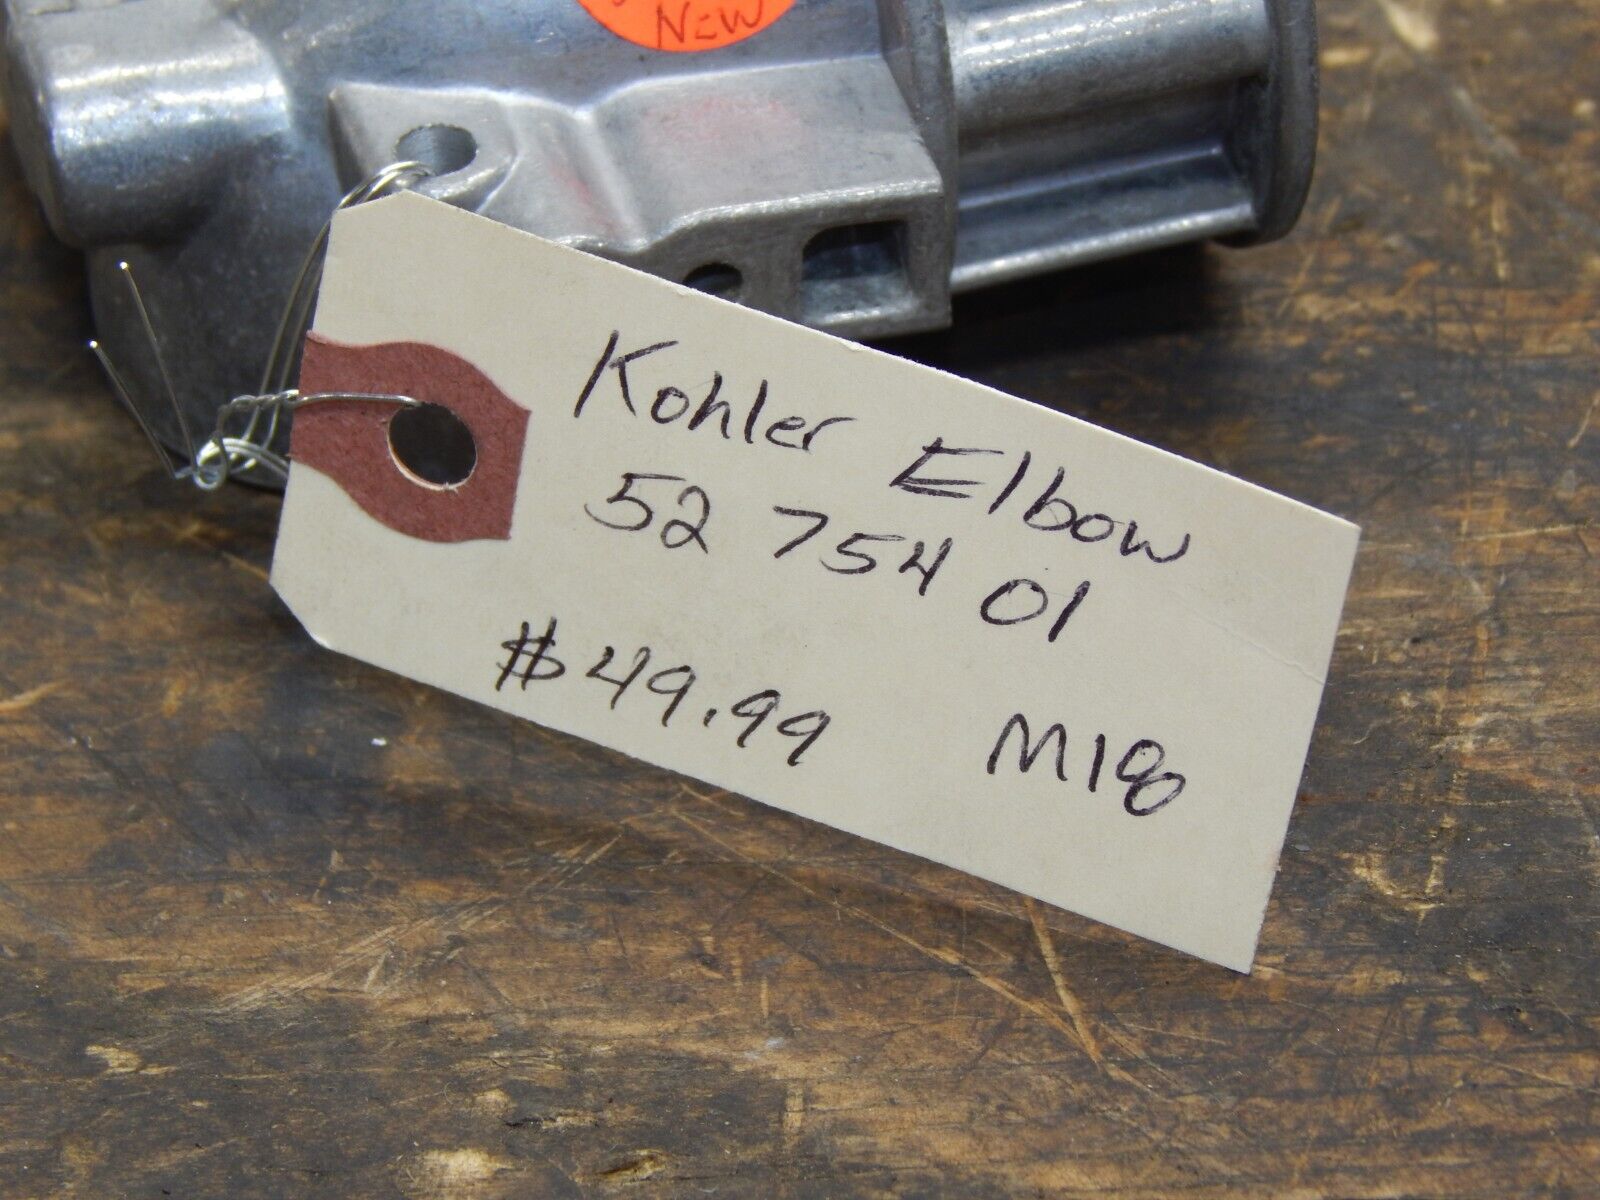 NEW
Kohler Elbow
52 754 01
$49.99 M18